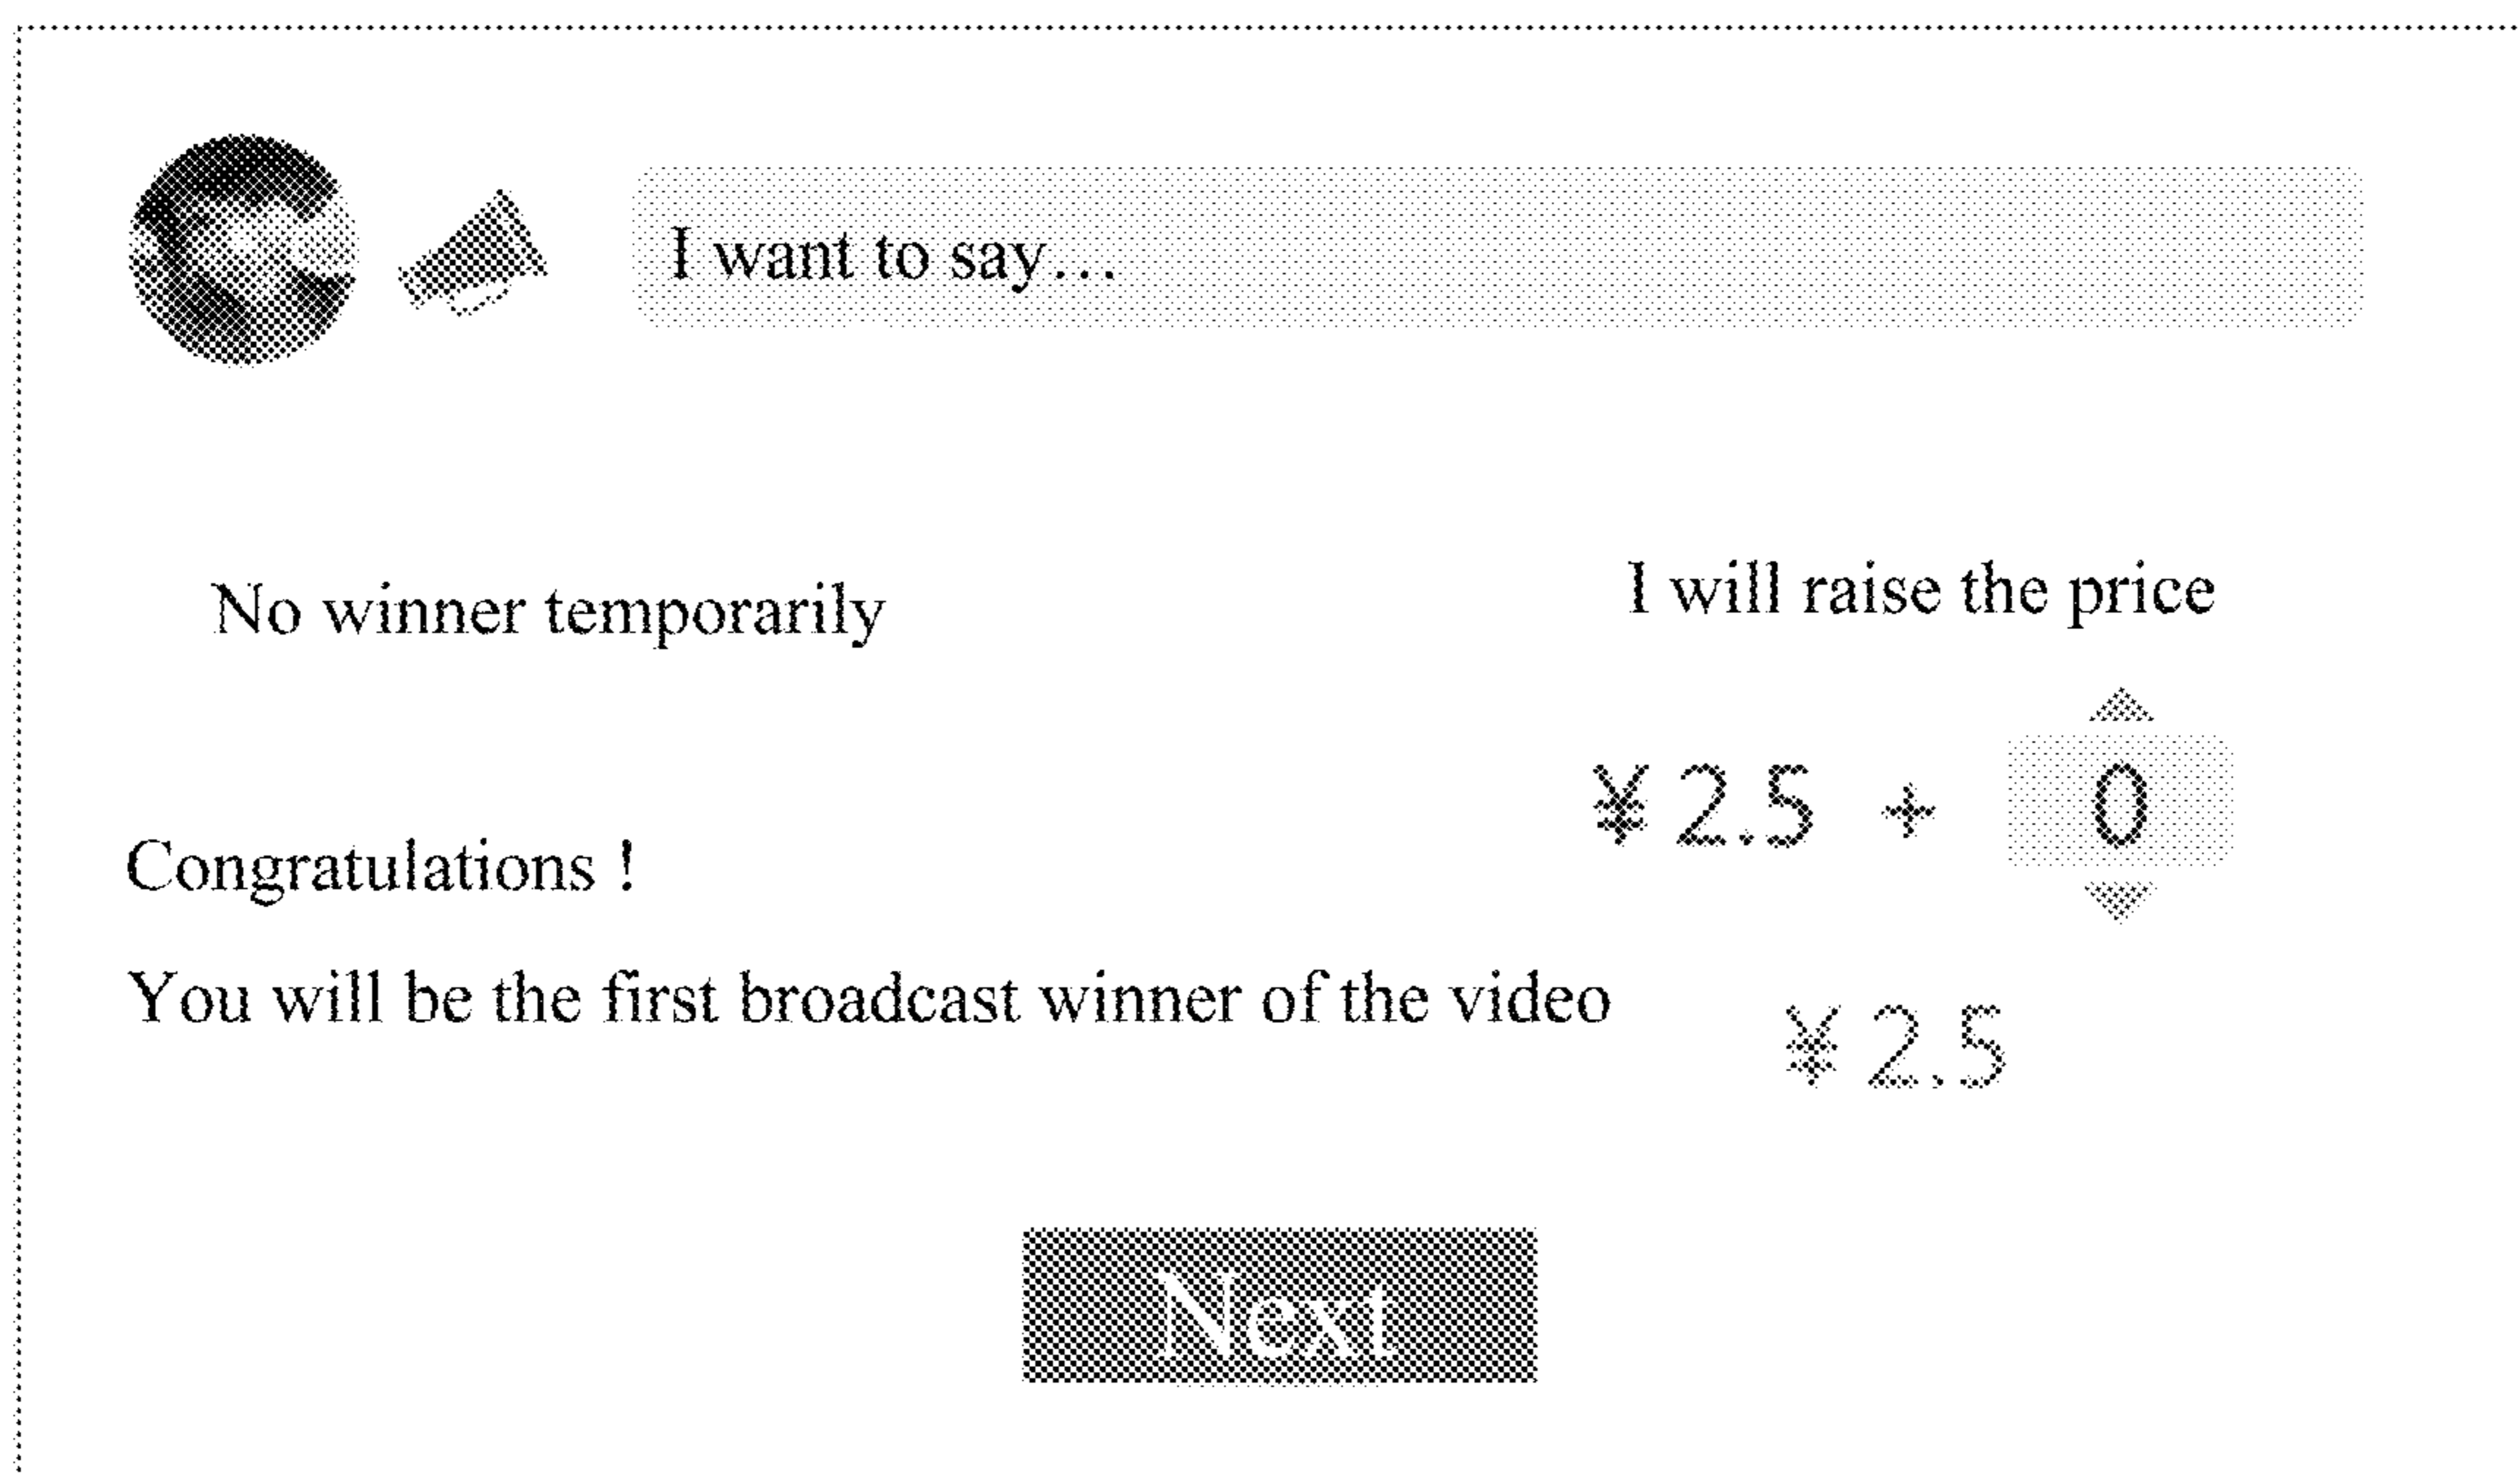 I want to say...
No winner temporarily
I will raise the price
¥ 2.5 + 0
Congratulations !
You will be the first broadcast winner of the video
¥ 2.5
Next